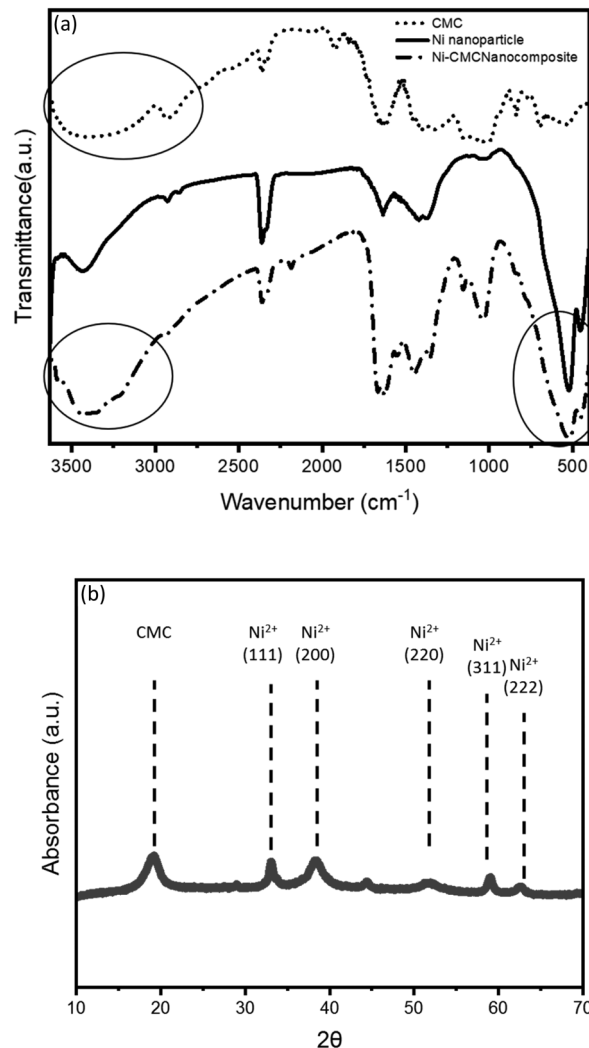 (a)
CMC
Ni nanoparticle
Ni-CMCNanocomposite
Transmittance(a.u.)
3500 3000 2500 2000 1500 1000 500
Wavenumber (cm⁻¹)
(b)
CMC
Ni²⁺
(111)
Ni²⁺
(200)
Ni²⁺
(220)
Ni²⁺
(311)
Ni²⁺
(222)
Absorbance (a.u.)
10 20 30 40 50 60 70
2θ